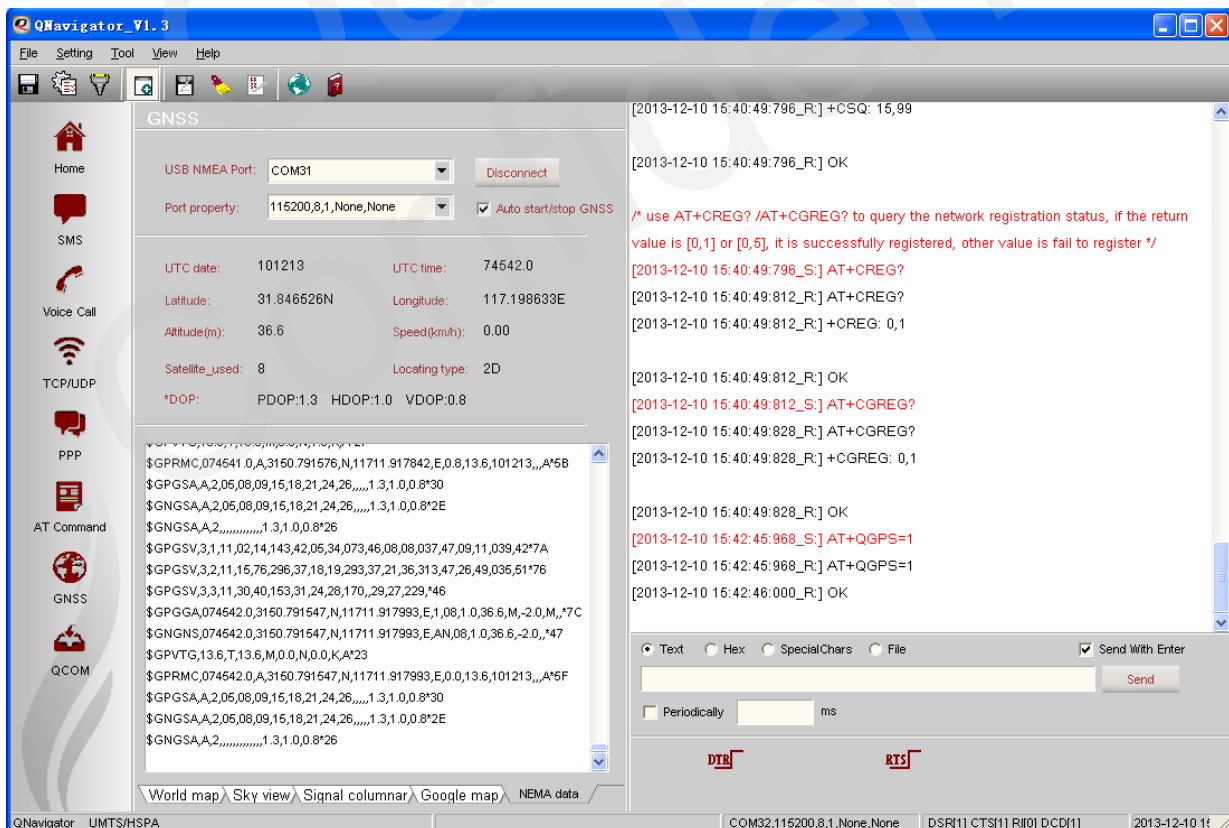 QNavigator_V1.3
File Setting Tool View Help
Home
SMS
Voice Call
TCP/UDP
PPP
AT Command
GNSS
QCOM
GNSS
USB NMEA Port: COM31 Disconnect
Port property: 115200,8,1,None,None Auto start/stop GNSS
UTC date: 101213 UTC time: 74542.0
Latitude: 31.846526N Longitude: 117.198633E
Altitude(m): 36.6 Speed(km/h): 0.00
Satellite_used: 8 Locating type: 2D
*DOP: PDOP:1.3 HDOP:1.0 VDOP:0.8
$GPRMC,074541.0,A,3150.791576,N,11711.917842,E,0.8,13.6,101213,,,A*5B
$GPGSA,A,2,05,08,09,15,18,21,24,26,,,,,1.3,1.0,0.8*30
$GNGSA,A,2,05,08,09,15,18,21,24,26,,,,,1.3,1.0,0.8*2E
$GNGSA,A,2,,,,,,,,,,,,,1.3,1.0,0.8*26
$GPGSV,3,1,11,02,14,143,42,05,34,073,46,08,08,037,47,09,11,039,42*7A
$GPGSV,3,2,11,15,76,296,37,18,19,293,37,21,36,313,47,26,49,035,51*76
$GPGSV,3,3,11,30,40,153,31,24,28,170,,29,27,229,*46
$GPGGA,074542.0,3150.791547,N,11711.917993,E,1,08,1.0,36.6,M,-2.0,M,,*7C
$GNGNS,074542.0,3150.791547,N,11711.917993,E,AN,08,1.0,36.6,-2.0,,*47
$GPVTG,13.6,T,13.6,M,0.0,N,0.0,K,A*23
$GPRMC,074542.0,A,3150.791547,N,11711.917993,E,0.0,13.6,101213,,,A*5F
$GPGSA,A,2,05,08,09,15,18,21,24,26,,,,,1.3,1.0,0.8*30
$GNGSA,A,2,05,08,09,15,18,21,24,26,,,,,1.3,1.0,0.8*2E
$GNGSA,A,2,,,,,,,,,,,,,1.3,1.0,0.8*26
World map Sky view Signal columnar Google map NEMA data
[2013-12-10 15:40:49:796_R:] +CSQ: 15,99
[2013-12-10 15:40:49:796_R:] OK
/* use AT+CREG? /AT+CGREG? to query the network registration status, if the return
value is [0,1] or [0,5], it is successfully registered, other value is fail to register */
[2013-12-10 15:40:49:796_S:] AT+CREG?
[2013-12-10 15:40:49:812_R:] AT+CREG?
[2013-12-10 15:40:49:812_R:] +CREG: 0,1
[2013-12-10 15:40:49:812_R:] OK
[2013-12-10 15:40:49:812_S:] AT+CGREG?
[2013-12-10 15:40:49:828_R:] AT+CGREG?
[2013-12-10 15:40:49:828_R:] +CGREG: 0,1
[2013-12-10 15:40:49:828_R:] OK
[2013-12-10 15:42:45:968_S:] AT+QGPS=1
[2013-12-10 15:42:45:968_R:] AT+QGPS=1
[2013-12-10 15:42:46:000_R:] OK
Text Hex SpecialChars File Send With Enter
Send
Periodically ms
DTR RTS
QNavigator UMTS/HSPA COM32,115200,8,1,None,None DSR[1] CTS[1] RI[0] DCD[1] 2013-12-10